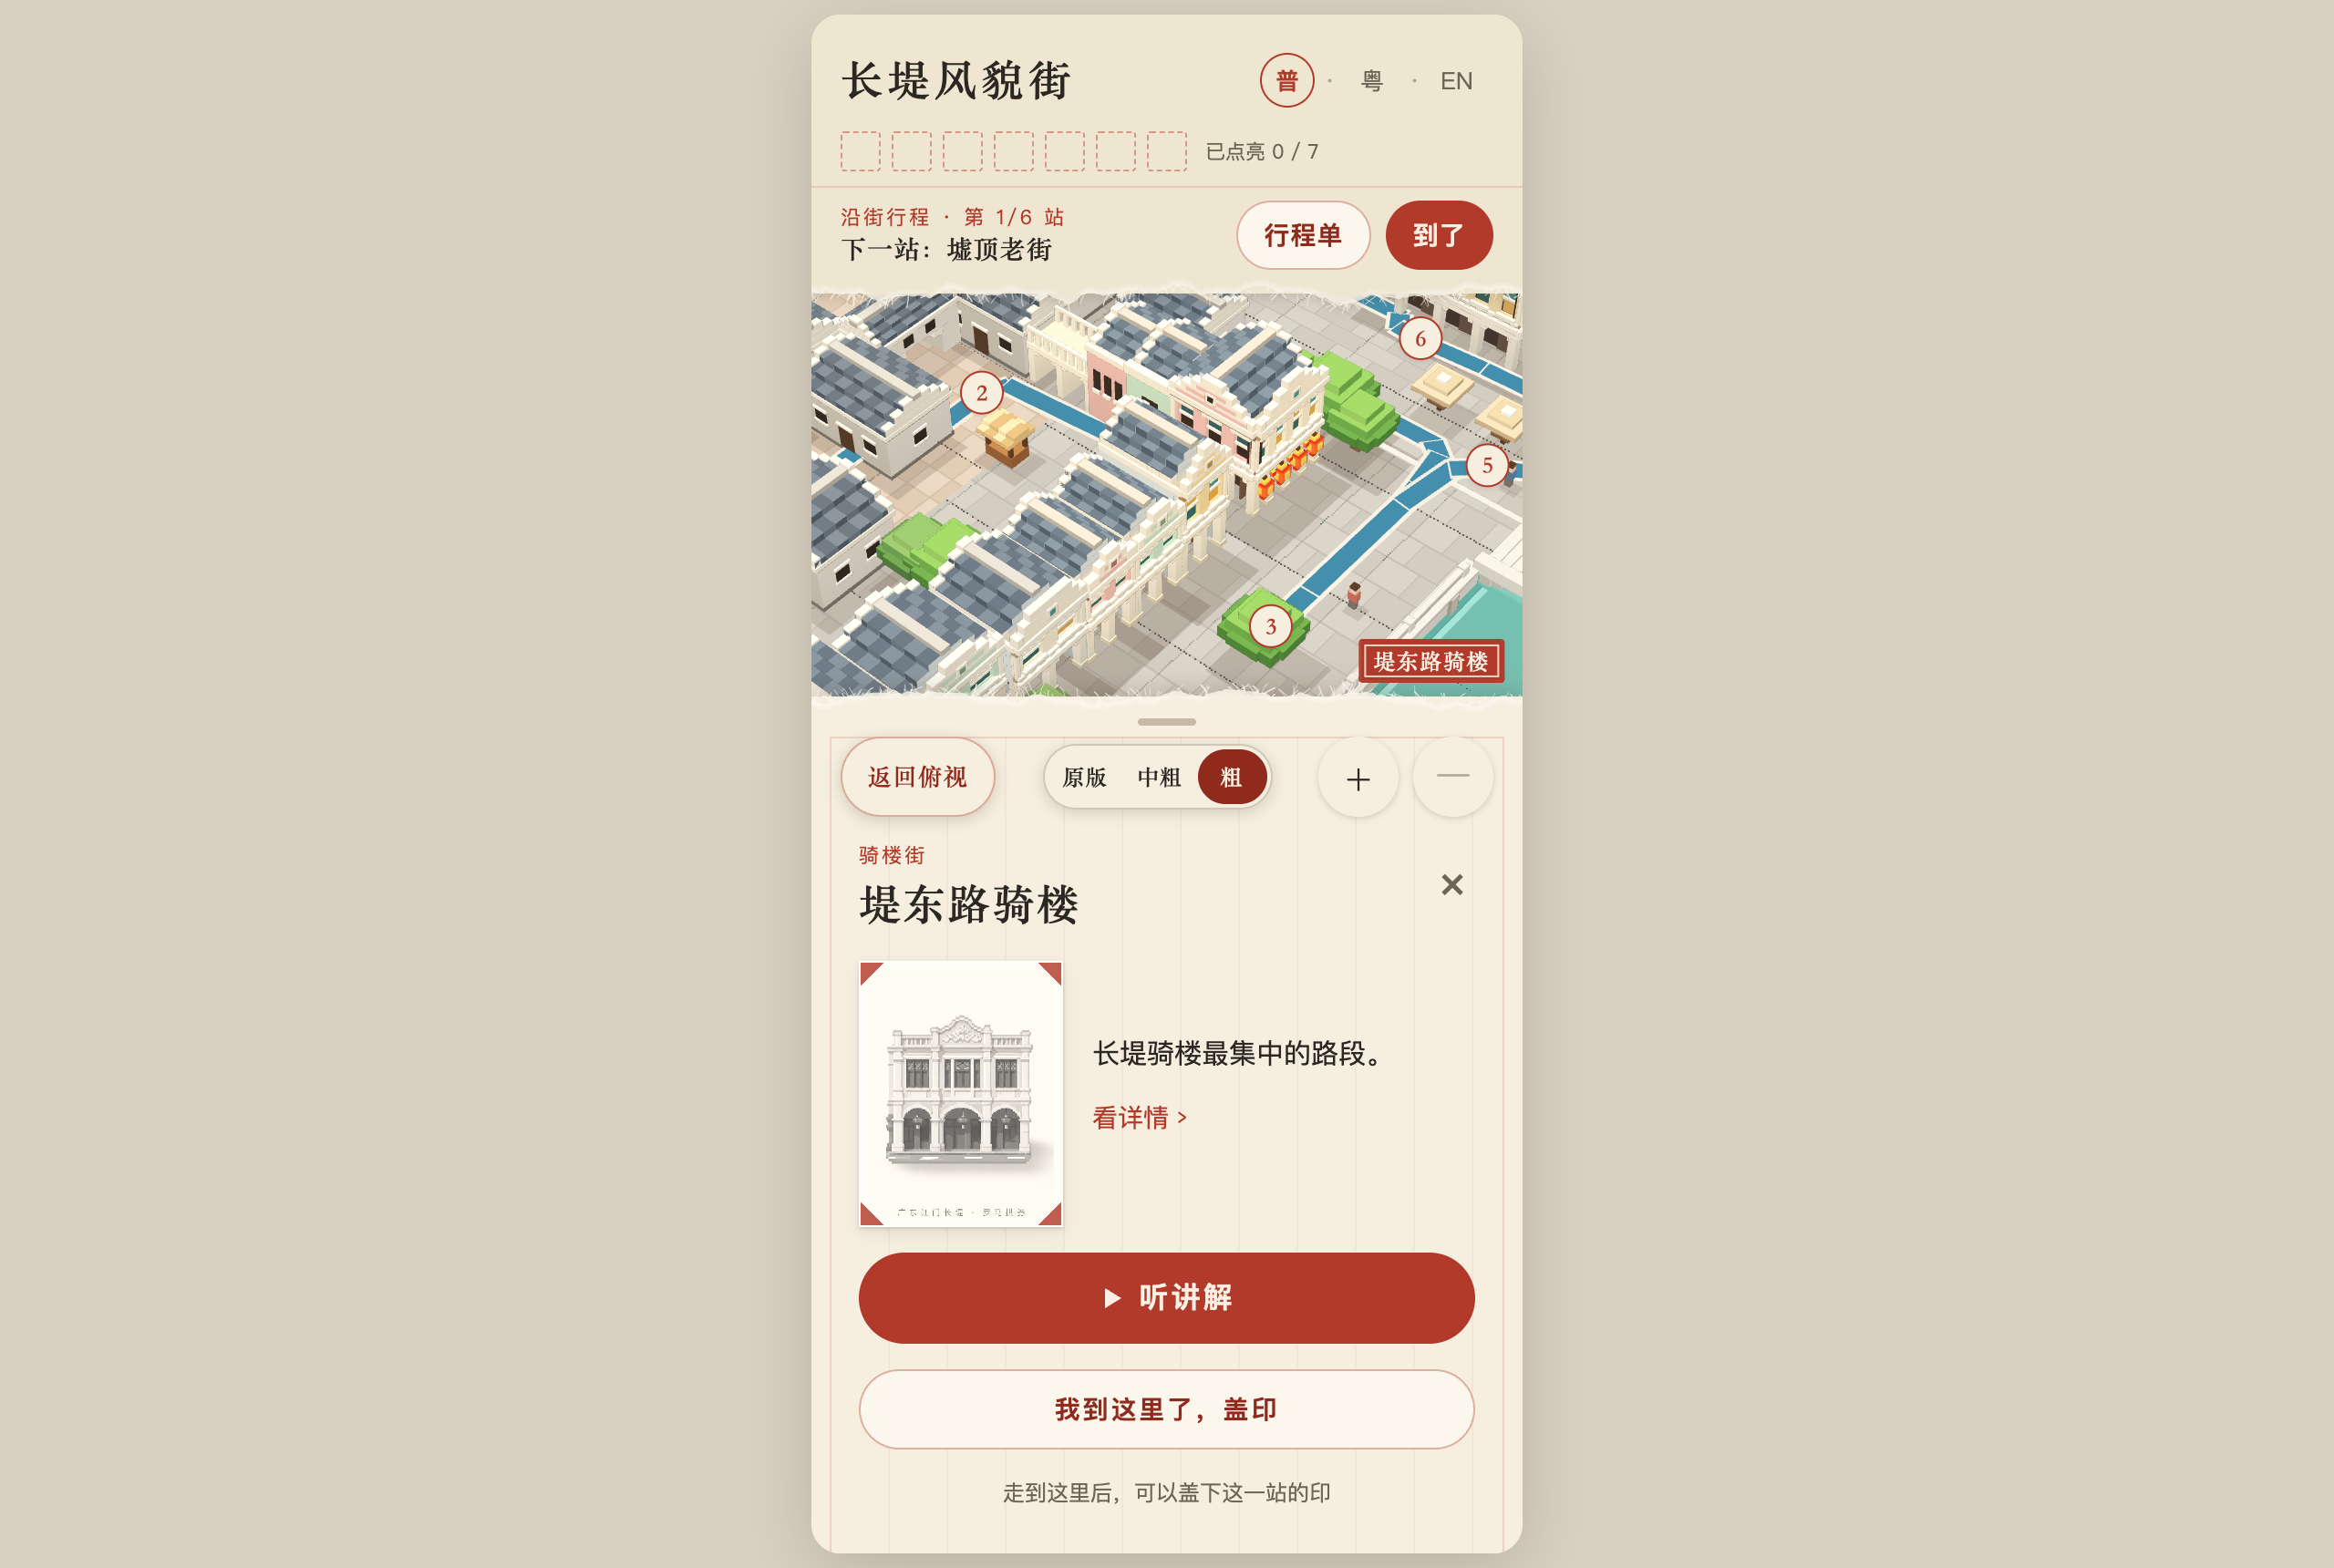 长堤风貌街
普 · 粤 · EN
已点亮 0 / 7
沿街行程 · 第 1/6 站
下一站：墟顶老街
行程单
到了
6
2
5
3
堤东路骑楼
返回俯视
原版 中粗 粗
+ —
骑楼街
堤东路骑楼
×
长堤骑楼最集中的路段。
看详情 ›
▶ 听讲解
我到这里了，盖印
走到这里后，可以盖下这一站的印